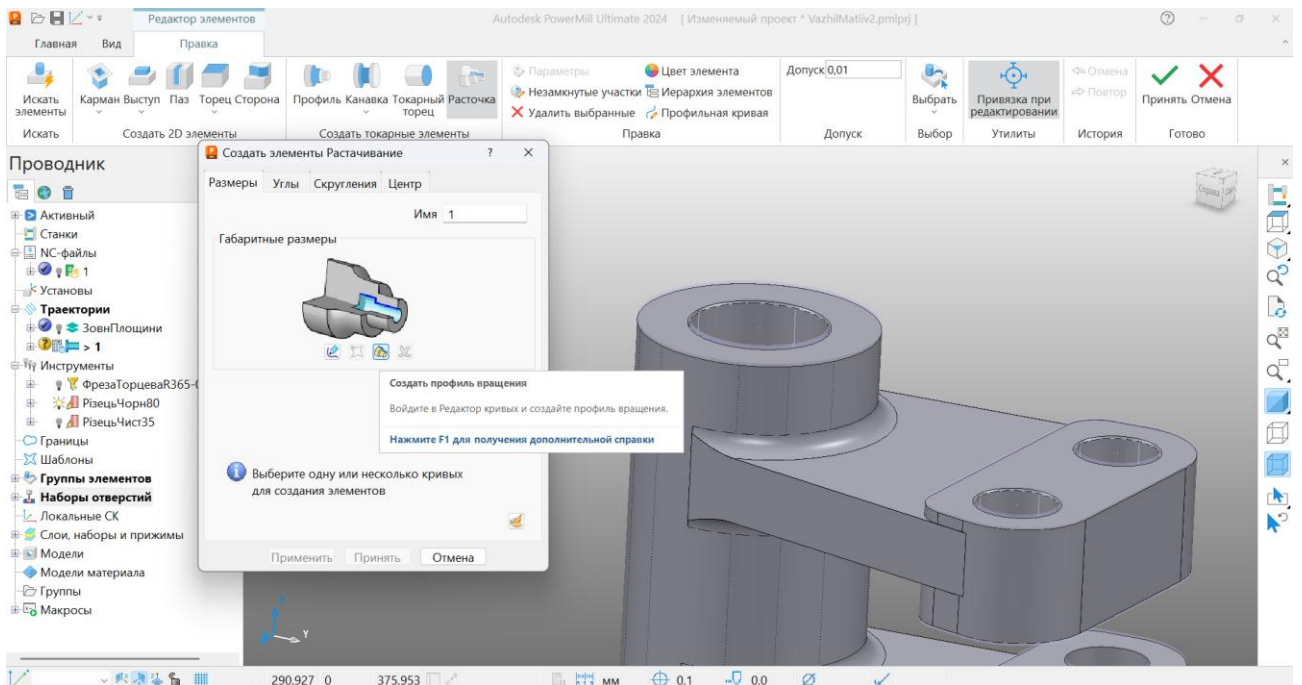 Редактор элементов
Autodesk PowerMill Ultimate 2024 [ Изменяемый проект * VazhilMatiiv2.pmlprj ]
Главная Вид Правка
Параметры
Цвет элемента
Допуск 0,01
Отмена
Незамкнутые участки
Иерархия элементов
Повтор
Искать элементы
Карман Выступ Паз Торец Сторона
Профиль Канавка Токарный торец Расточка
Удалить выбранные
Профильная кривая
Выбрать
Привязка при редактировании
Принять Отмена
Искать
Создать 2D элементы
Создать токарные элементы
Правка
Допуск
Выбор
Утилиты
История
Готово
Проводник
Активный
Станки
NC-файлы
1
Установы
Траектории
ЗовнПлощини
> 1
Инструменты
ФрезаТорцеваR365-
РізецьЧорн80
РізецьЧист35
Границы
Шаблоны
Группы элементов
Наборы отверстий
Локальные СК
Слои, наборы и прижимы
Модели
Модели материала
Группы
Макросы
Создать элементы Растачивание ? ×
Размеры Углы Скругления Центр
Имя 1
Габаритные размеры
Создать профиль вращения
Войдите в Редактор кривых и создайте профиль вращения.
Нажмите F1 для получения дополнительной справки
Выберите одну или несколько кривых
для создания элементов
Применить Принять Отмена
Справа
Z
Y
290.927 0 375.953 мм 0.1 0.0